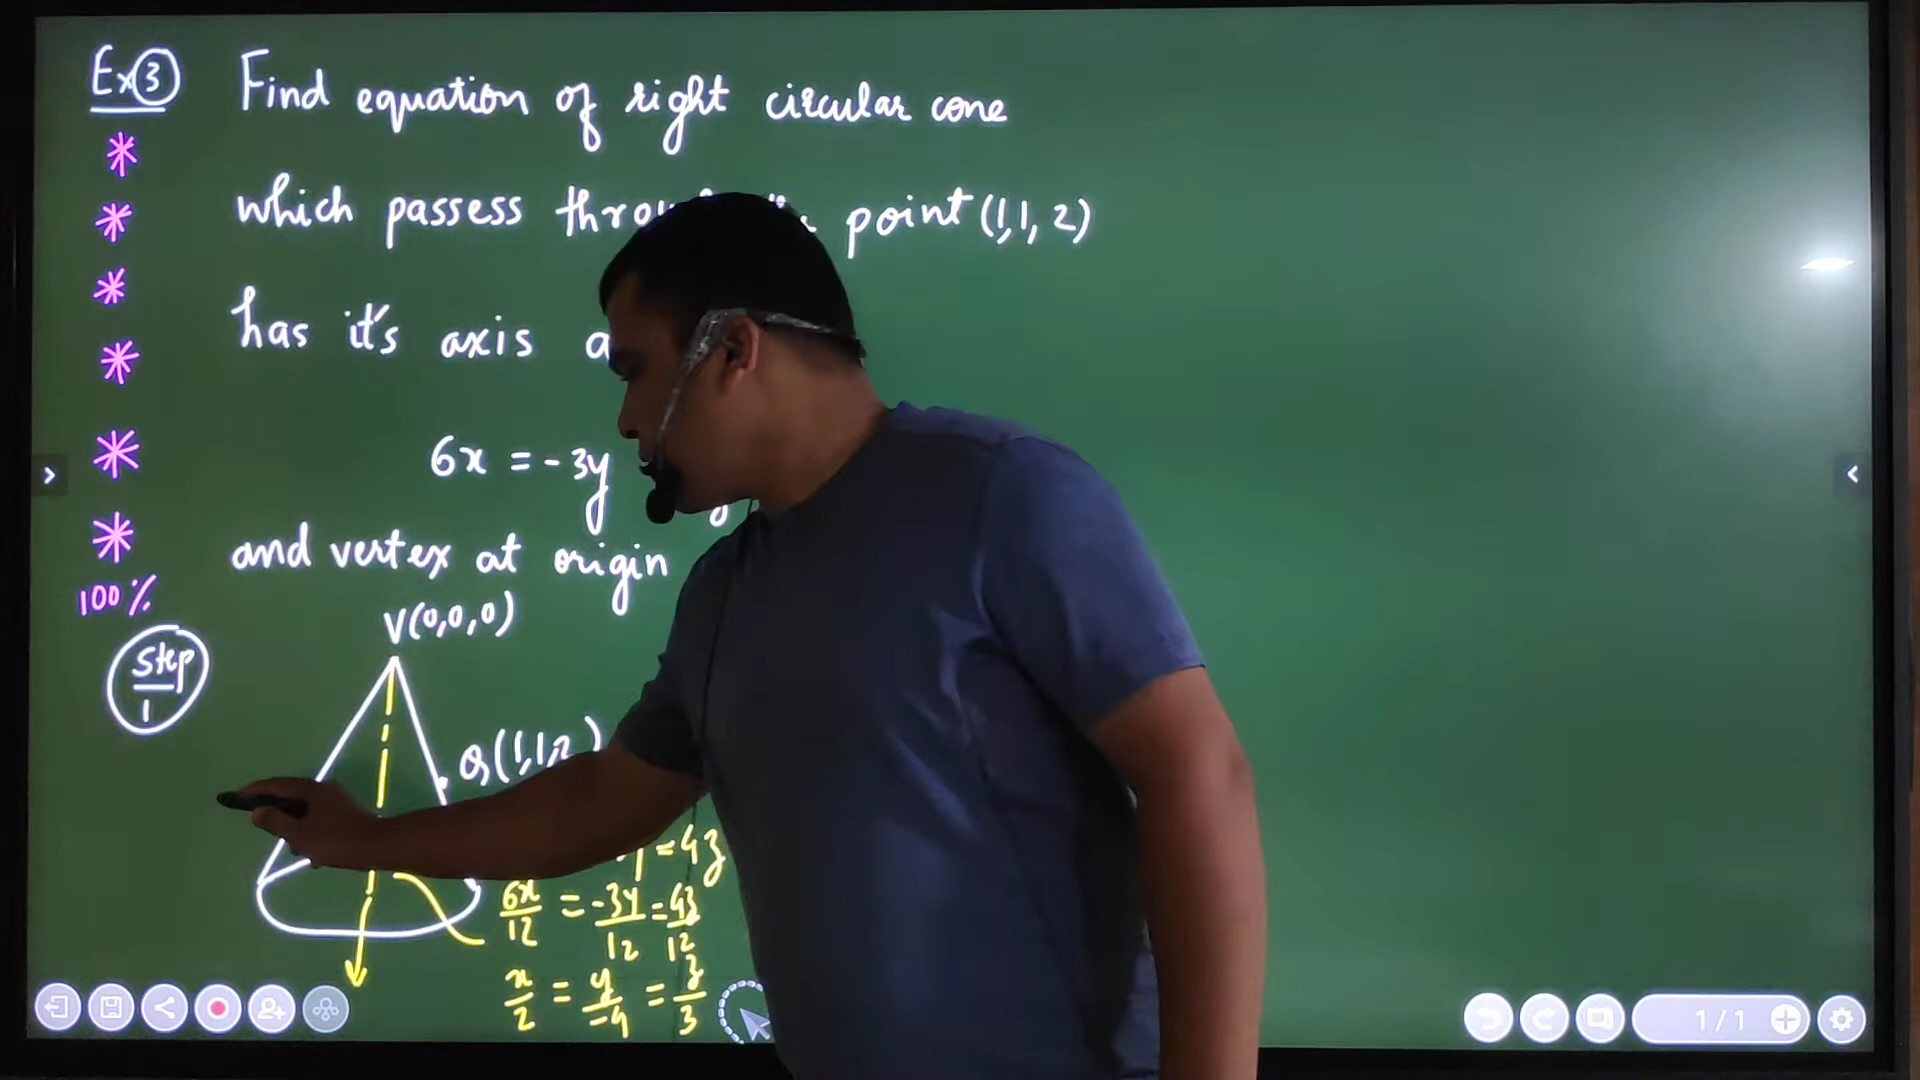 Ex 3 Find equation of right circular cone
which passess point (1,1,2)
has it's axis
6x = -3y
and vertex at origin
100%
V(0,0,0)
Step 1
Q(1,1,2)
y = 4z
6x/12 = -3y/12 = 4z/12
x/2 = y/-4 = z/3
1/1